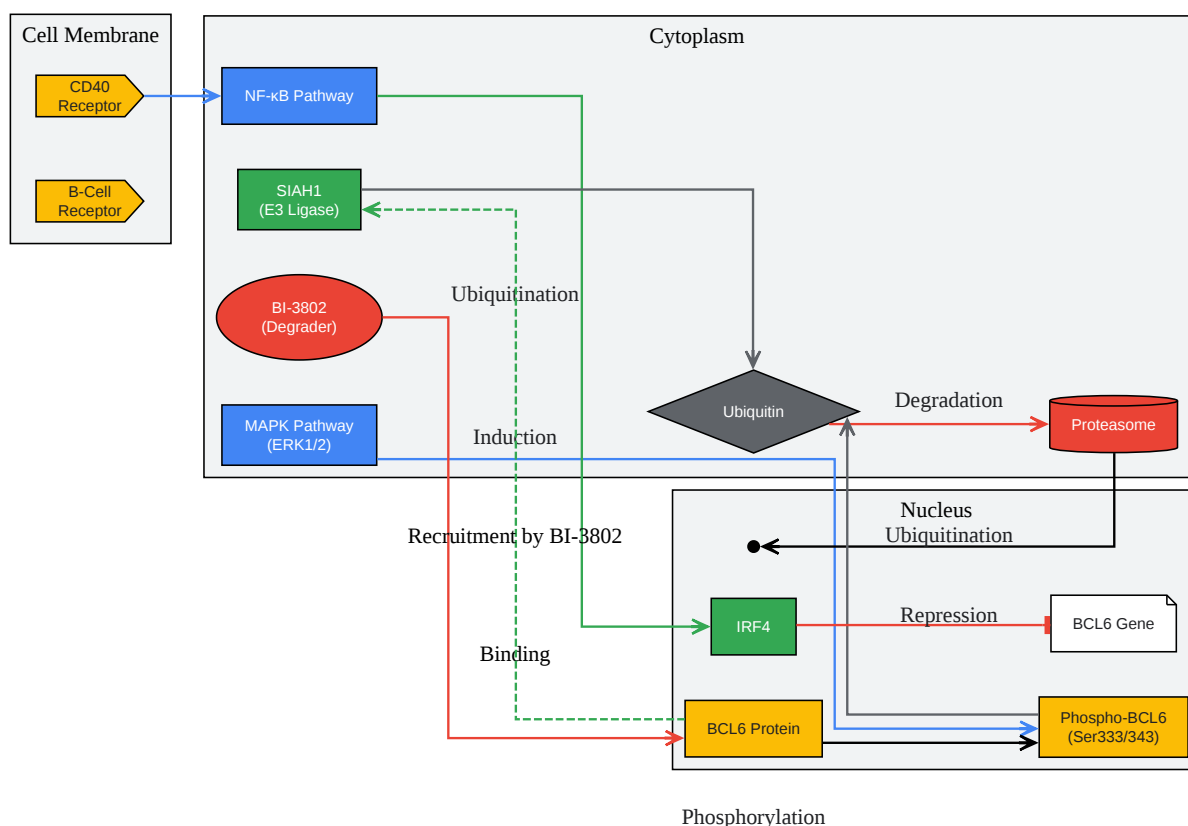 Cell Membrane
Cytoplasm
CD40
Receptor
NF-κB Pathway
B-Cell
Receptor
SIAH1
(E3 Ligase)
Ubiquitination
BI-3802
(Degrader)
Ubiquitin
Degradation
Proteasome
MAPK Pathway
(ERK1/2)
Induction
Nucleus
Recruitment by BI-3802
Ubiquitination
IRF4
Repression
BCL6 Gene
Binding
BCL6 Protein
Phospho-BCL6
(Ser333/343)
Phosphorylation